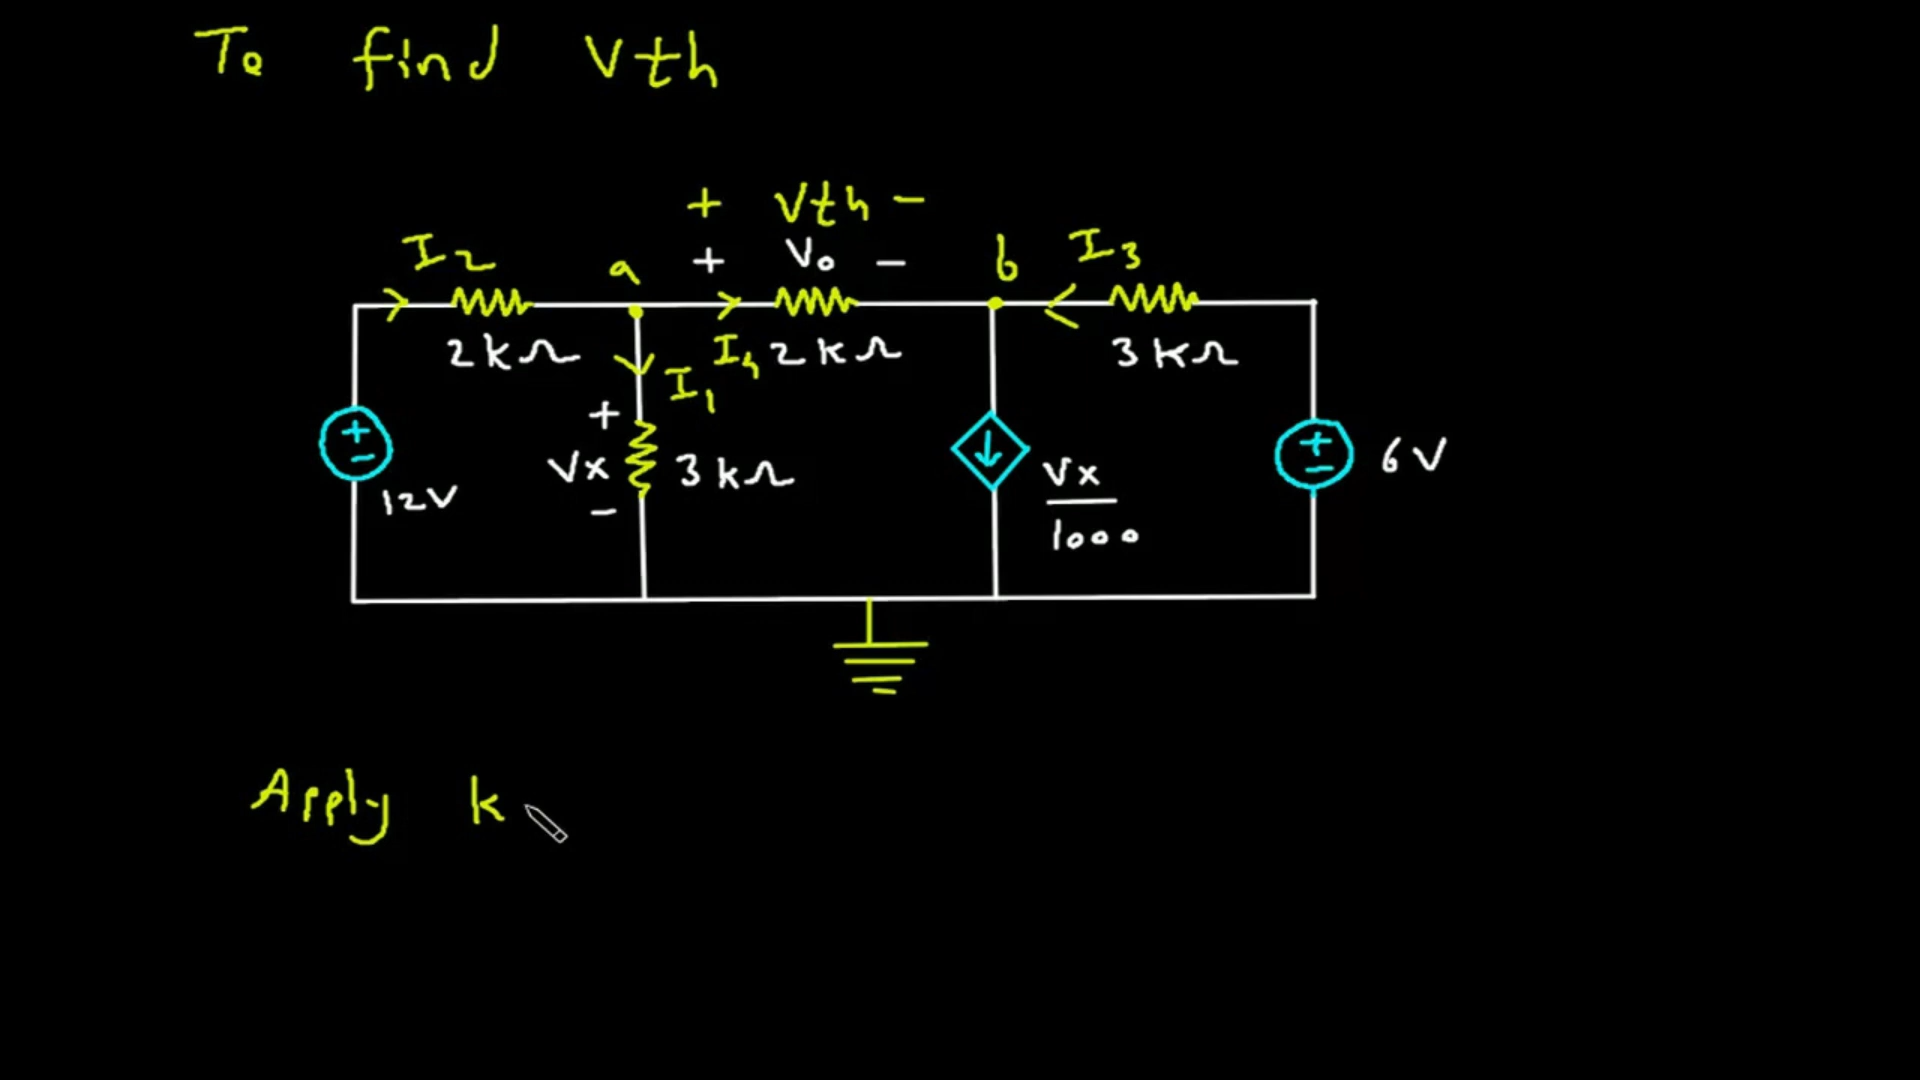 To find Vth
+ Vth -
I2 a + Vo - b I3
2kΩ I4 2kΩ 3kΩ
I1
+
+
-
Vx 3kΩ
-
12V
↓
Vx
1000
+
-
6V
Apply k